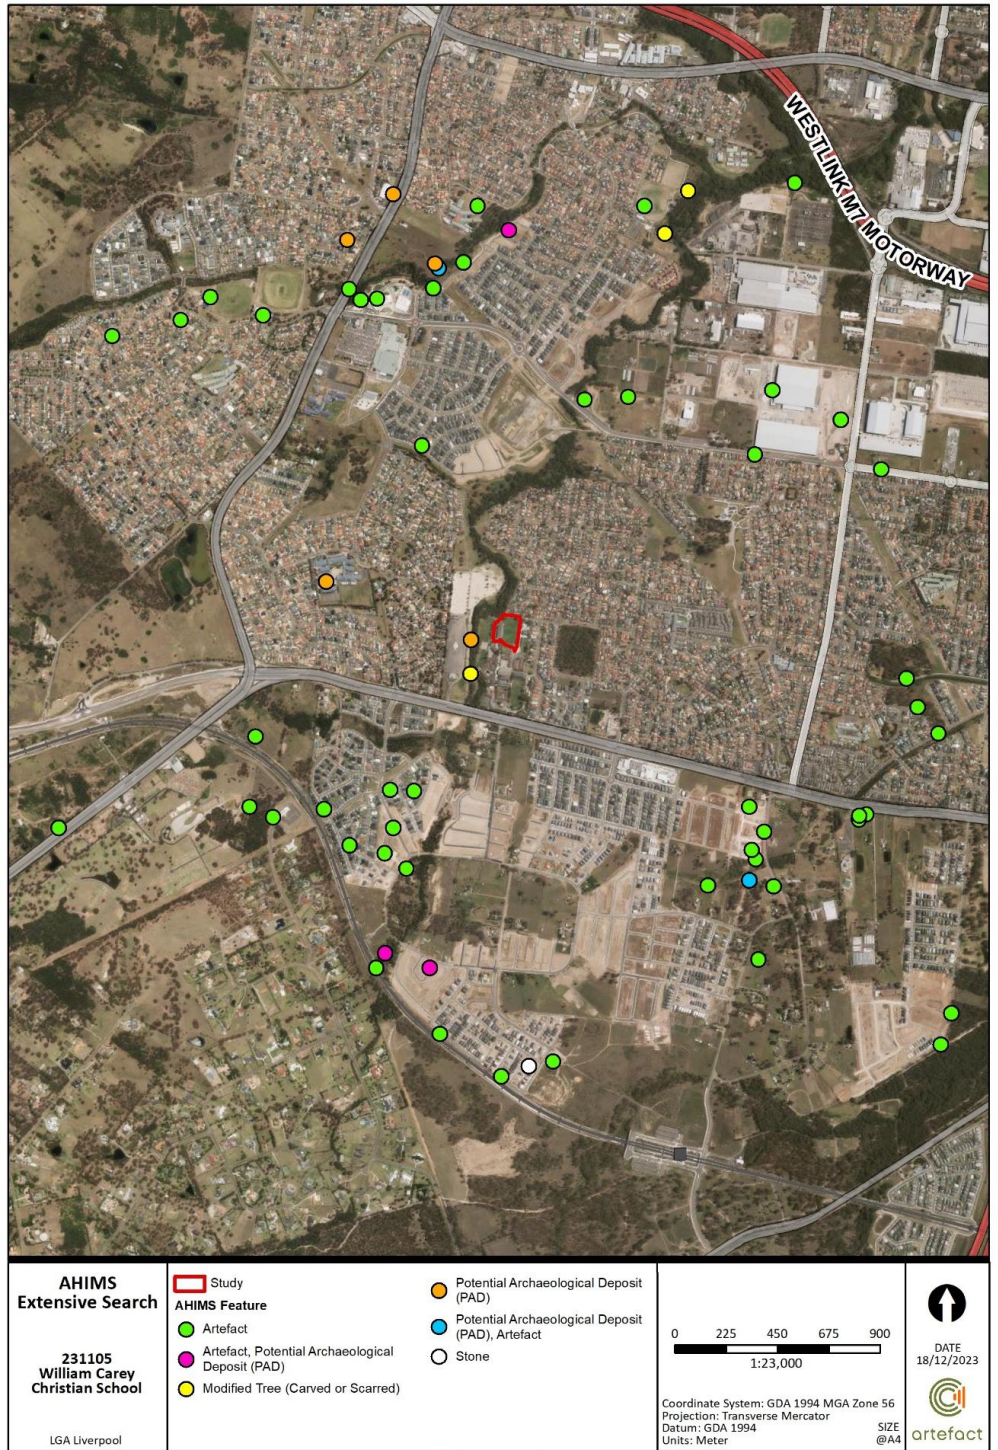 WESTLINK M7 MOTORWAY
AHIMS
Extensive Search
231105
William Carey
Christian School
LGA Liverpool
Study
AHIMS Feature
Artefact
Artefact, Potential Archaeological
Deposit (PAD)
Modified Tree (Carved or Scarred)
Potential Archaeological Deposit
(PAD)
Potential Archaeological Deposit
(PAD), Artefact
Stone
0 225 450 675 900
1:23,000
Coordinate System: GDA 1994 MGA Zone 56
Projection: Transverse Mercator
Datum: GDA 1994
Units: Meter
SIZE
@A4
DATE
18/12/2023
artefact